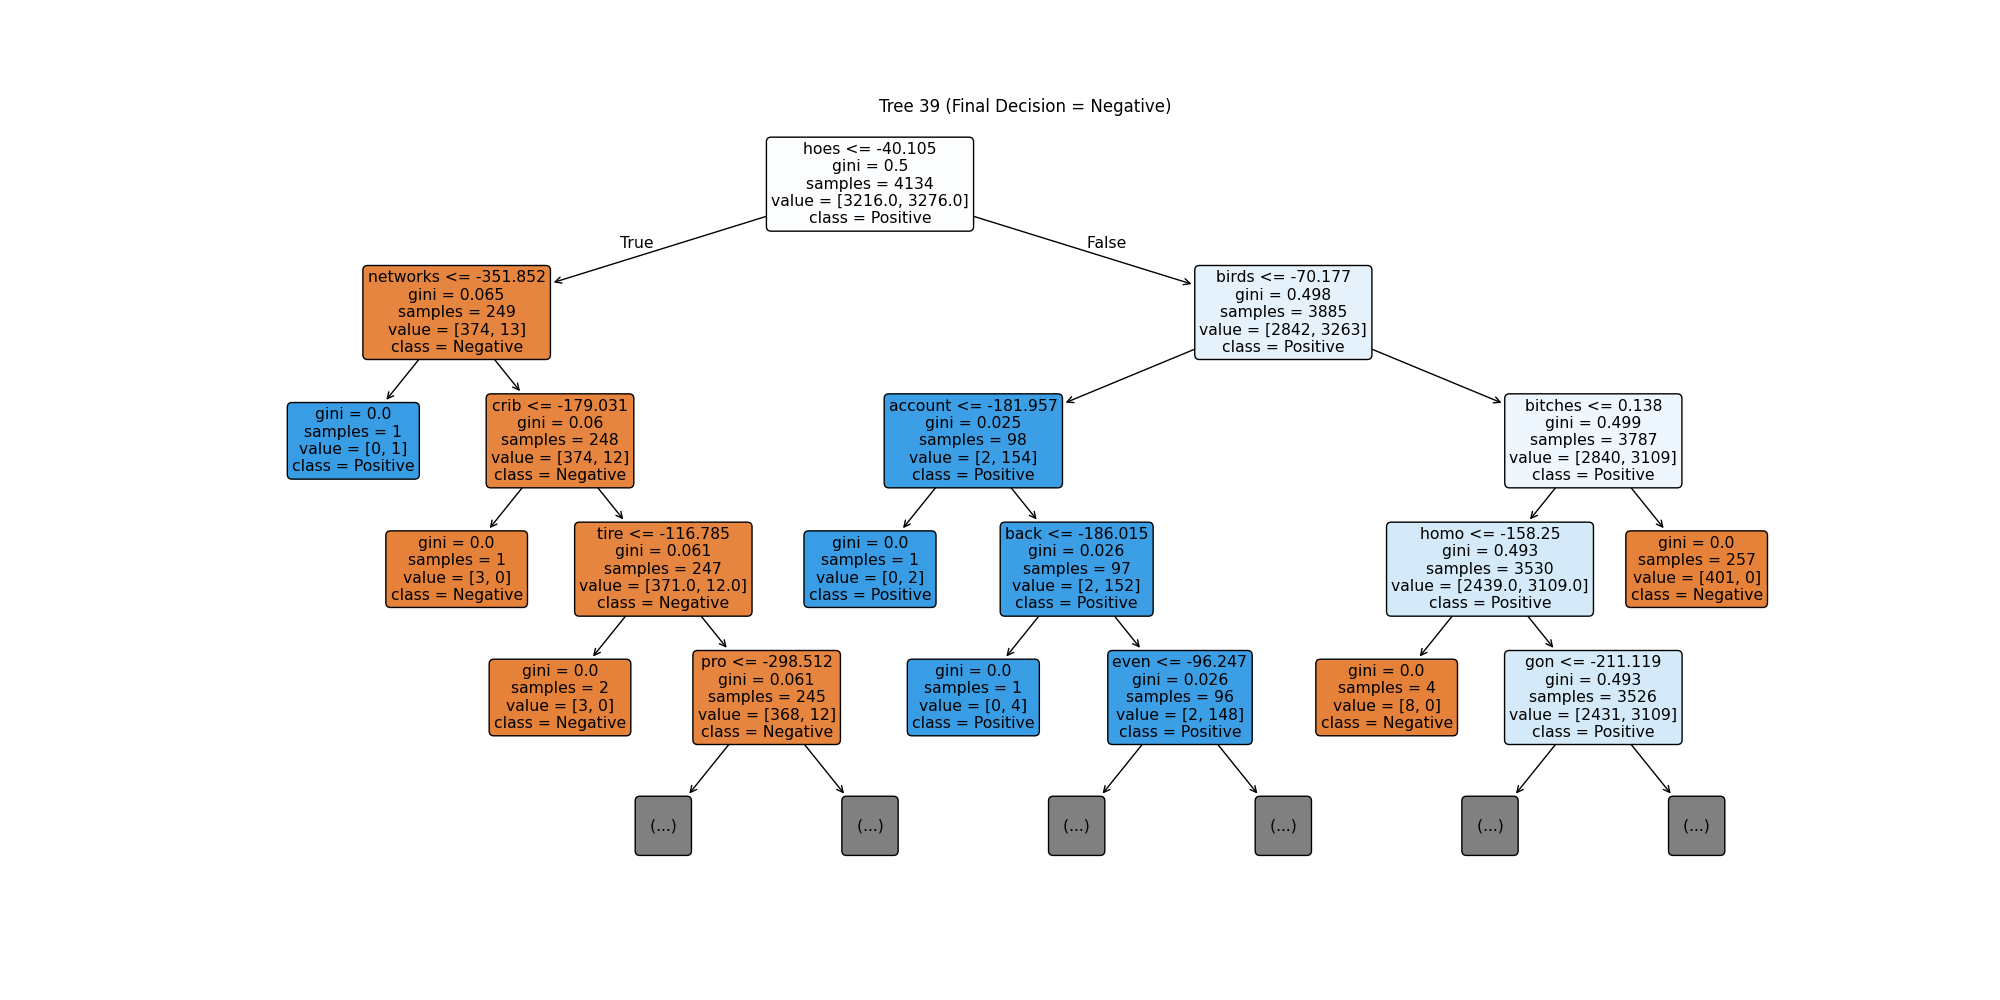 Tree 39 (Final Decision = Negative)
hoes <= -40.105
gini = 0.5
samples = 4134
value = [3216.0, 3276.0]
class = Positive
True
False
networks <= -351.852
gini = 0.065
samples = 249
value = [374, 13]
class = Negative
birds <= -70.177
gini = 0.498
samples = 3885
value = [2842, 3263]
class = Positive
gini = 0.0
samples = 1
value = [0, 1]
class = Positive
crib <= -179.031
gini = 0.06
samples = 248
value = [374, 12]
class = Negative
account <= -181.957
gini = 0.025
samples = 98
value = [2, 154]
class = Positive
bitches <= 0.138
gini = 0.499
samples = 3787
value = [2840, 3109]
class = Positive
gini = 0.0
samples = 1
value = [3, 0]
class = Negative
tire <= -116.785
gini = 0.061
samples = 247
value = [371.0, 12.0]
class = Negative
gini = 0.0
samples = 1
value = [0, 2]
class = Positive
back <= -186.015
gini = 0.026
samples = 97
value = [2, 152]
class = Positive
homo <= -158.25
gini = 0.493
samples = 3530
value = [2439.0, 3109.0]
class = Positive
gini = 0.0
samples = 257
value = [401, 0]
class = Negative
gini = 0.0
samples = 2
value = [3, 0]
class = Negative
pro <= -298.512
gini = 0.061
samples = 245
value = [368, 12]
class = Negative
gini = 0.0
samples = 1
value = [0, 4]
class = Positive
even <= -96.247
gini = 0.026
samples = 96
value = [2, 148]
class = Positive
gini = 0.0
samples = 4
value = [8, 0]
class = Negative
gon <= -211.119
gini = 0.493
samples = 3526
value = [2431, 3109]
class = Positive
(...)
(...)
(...)
(...)
(...)
(...)